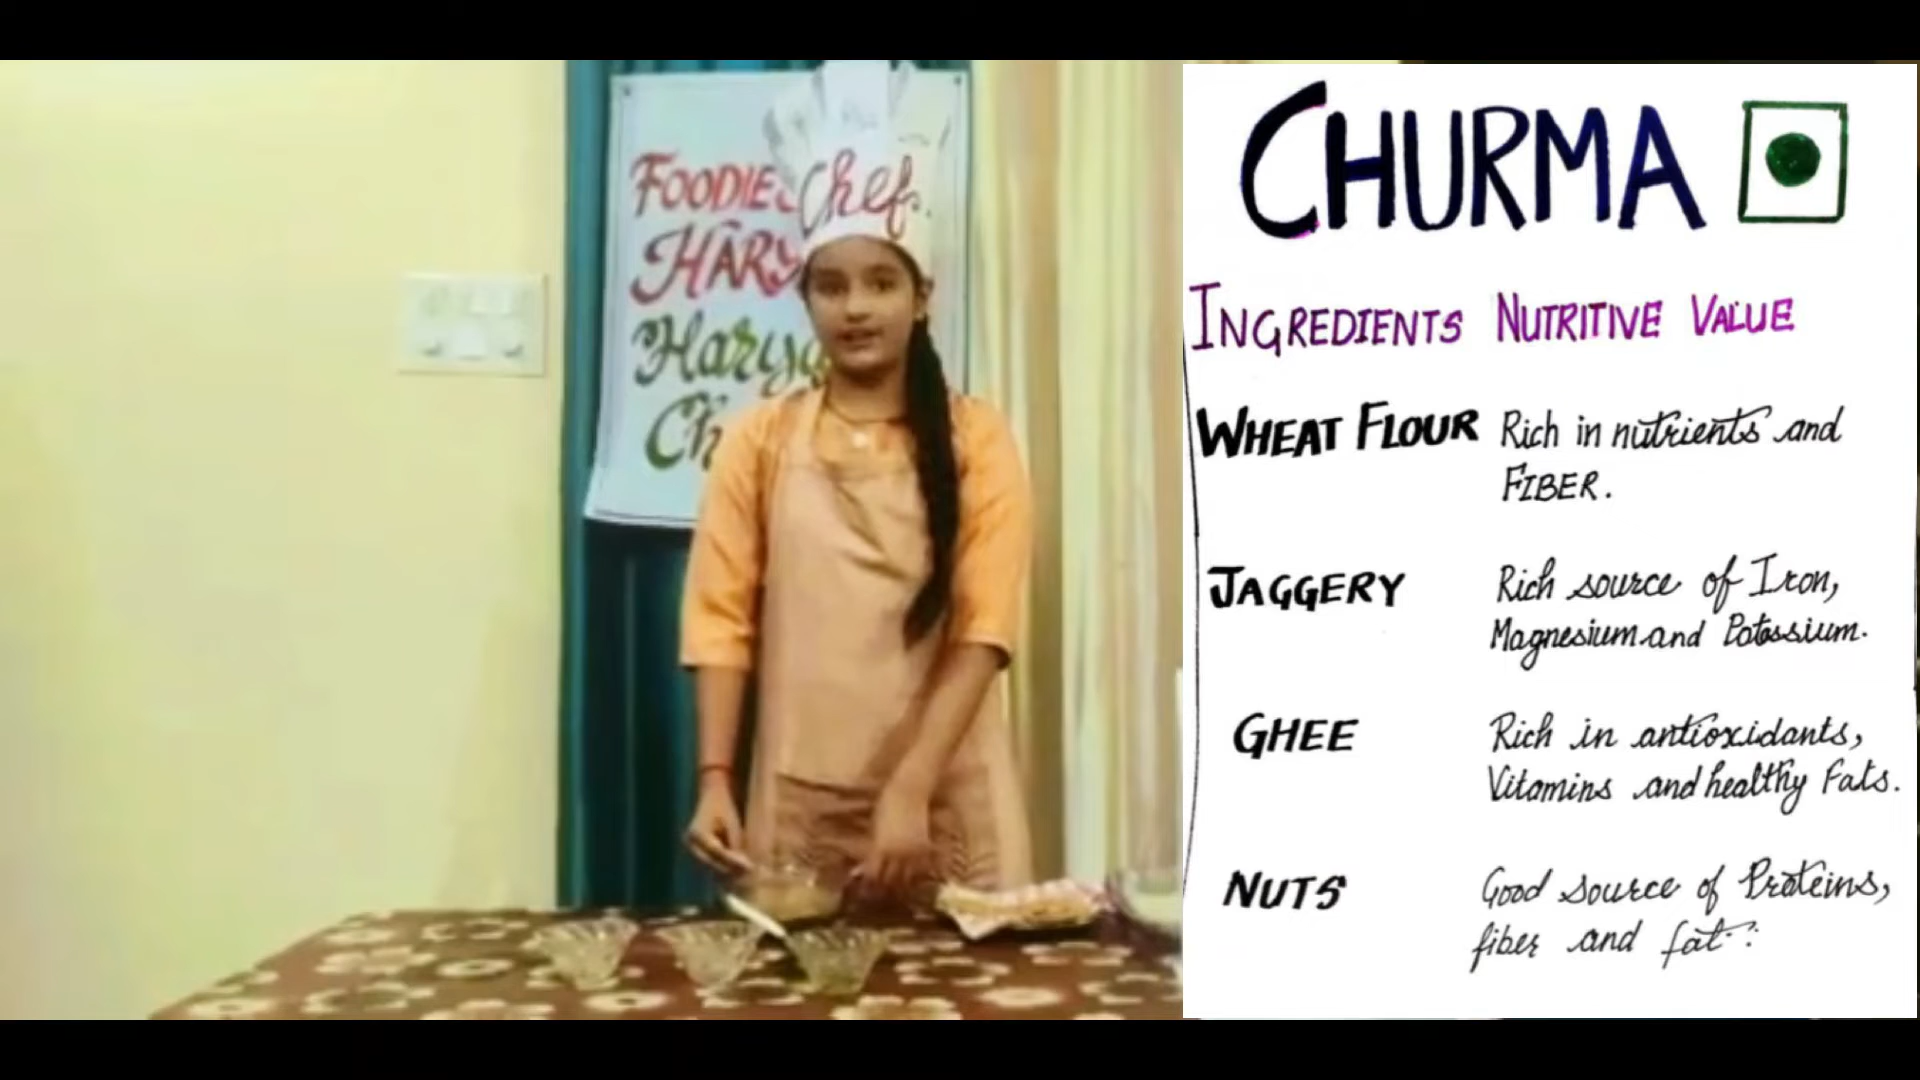 FOODIE
HARY
Harya
Ch
Chef
CHURMA
INGREDIENTS NUTRITIVE VALUE
WHEAT FLOUR Rich in nutrients and
FIBER.
JAGGERY Rich source of Iron,
Magnesium and Potassium.
GHEE Rich in antioxidants,
Vitamins and healthy Fats.
NUTS Good source of Proteins,
fiber and fat.